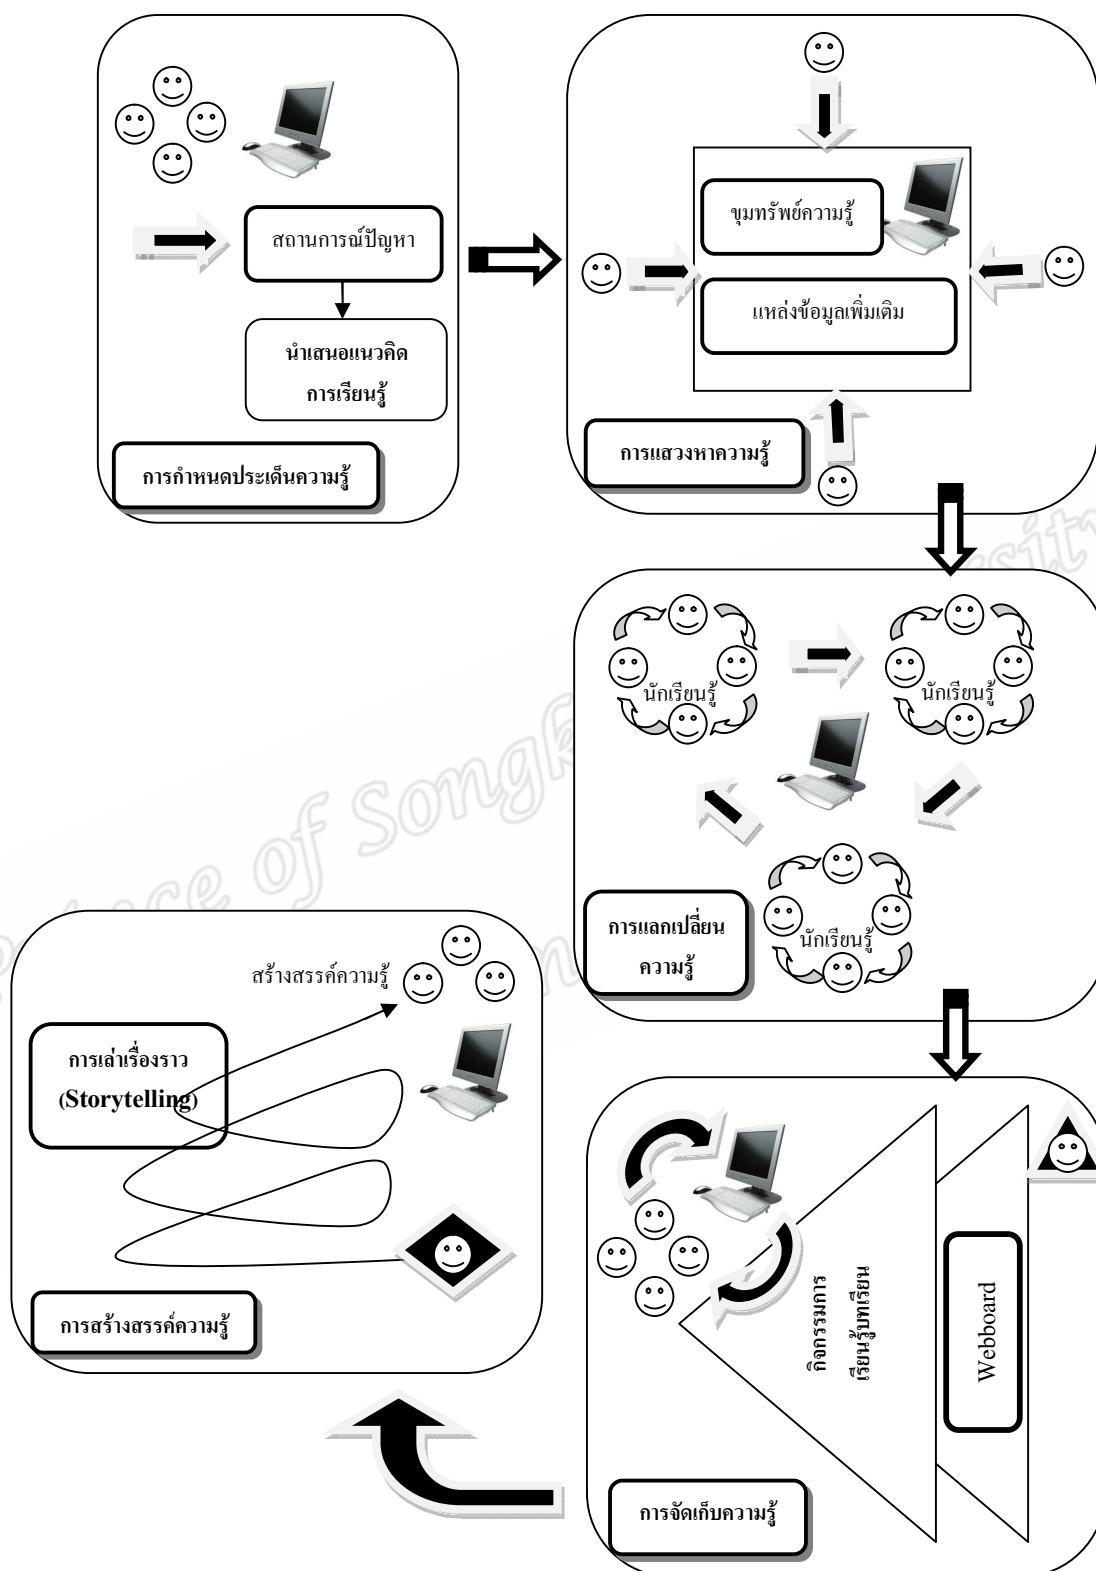 สถานการณ์ปัญหา
นำเสนอแนวคิด
การเรียนรู้
การกำหนดประเด็นความรู้
ขุมทรัพย์ความรู้
แหล่งข้อมูลเพิ่มเติม
การแสวงหาความรู้
นักเรียนรู้
นักเรียนรู้
นักเรียนรู้
การแลกเปลี่ยน
ความรู้
กิจกรรมการ
เรียนรู้บทเรียน
Webboard
การจัดเก็บความรู้
สร้างสรรค์ความรู้
การเล่าเรื่องราว
(Storytelling)
การสร้างสรรค์ความรู้
of Songk